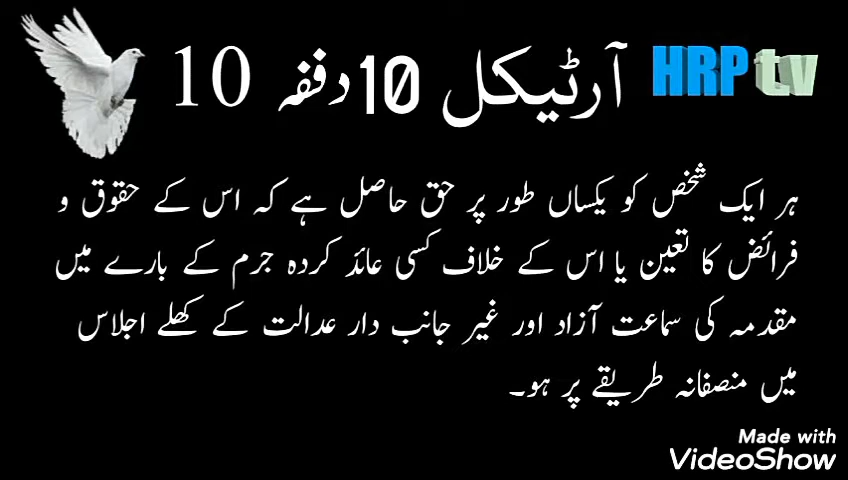 آرٹیکل 10 دفعہ 10
HRP tv
ہر ایک شخص کو یکساں طور پر حق حاصل ہے کہ اس کے حقوق و
فرائض کا تعین یا اس کے خلاف کسی عائد کردہ جرم کے بارے میں
مقدمہ کی سماعت آزاد اور غیر جانب دار عدالت کے کھلے اجلاس
میں منصفانہ طریقے پر ہو۔
Made with
VideoShow